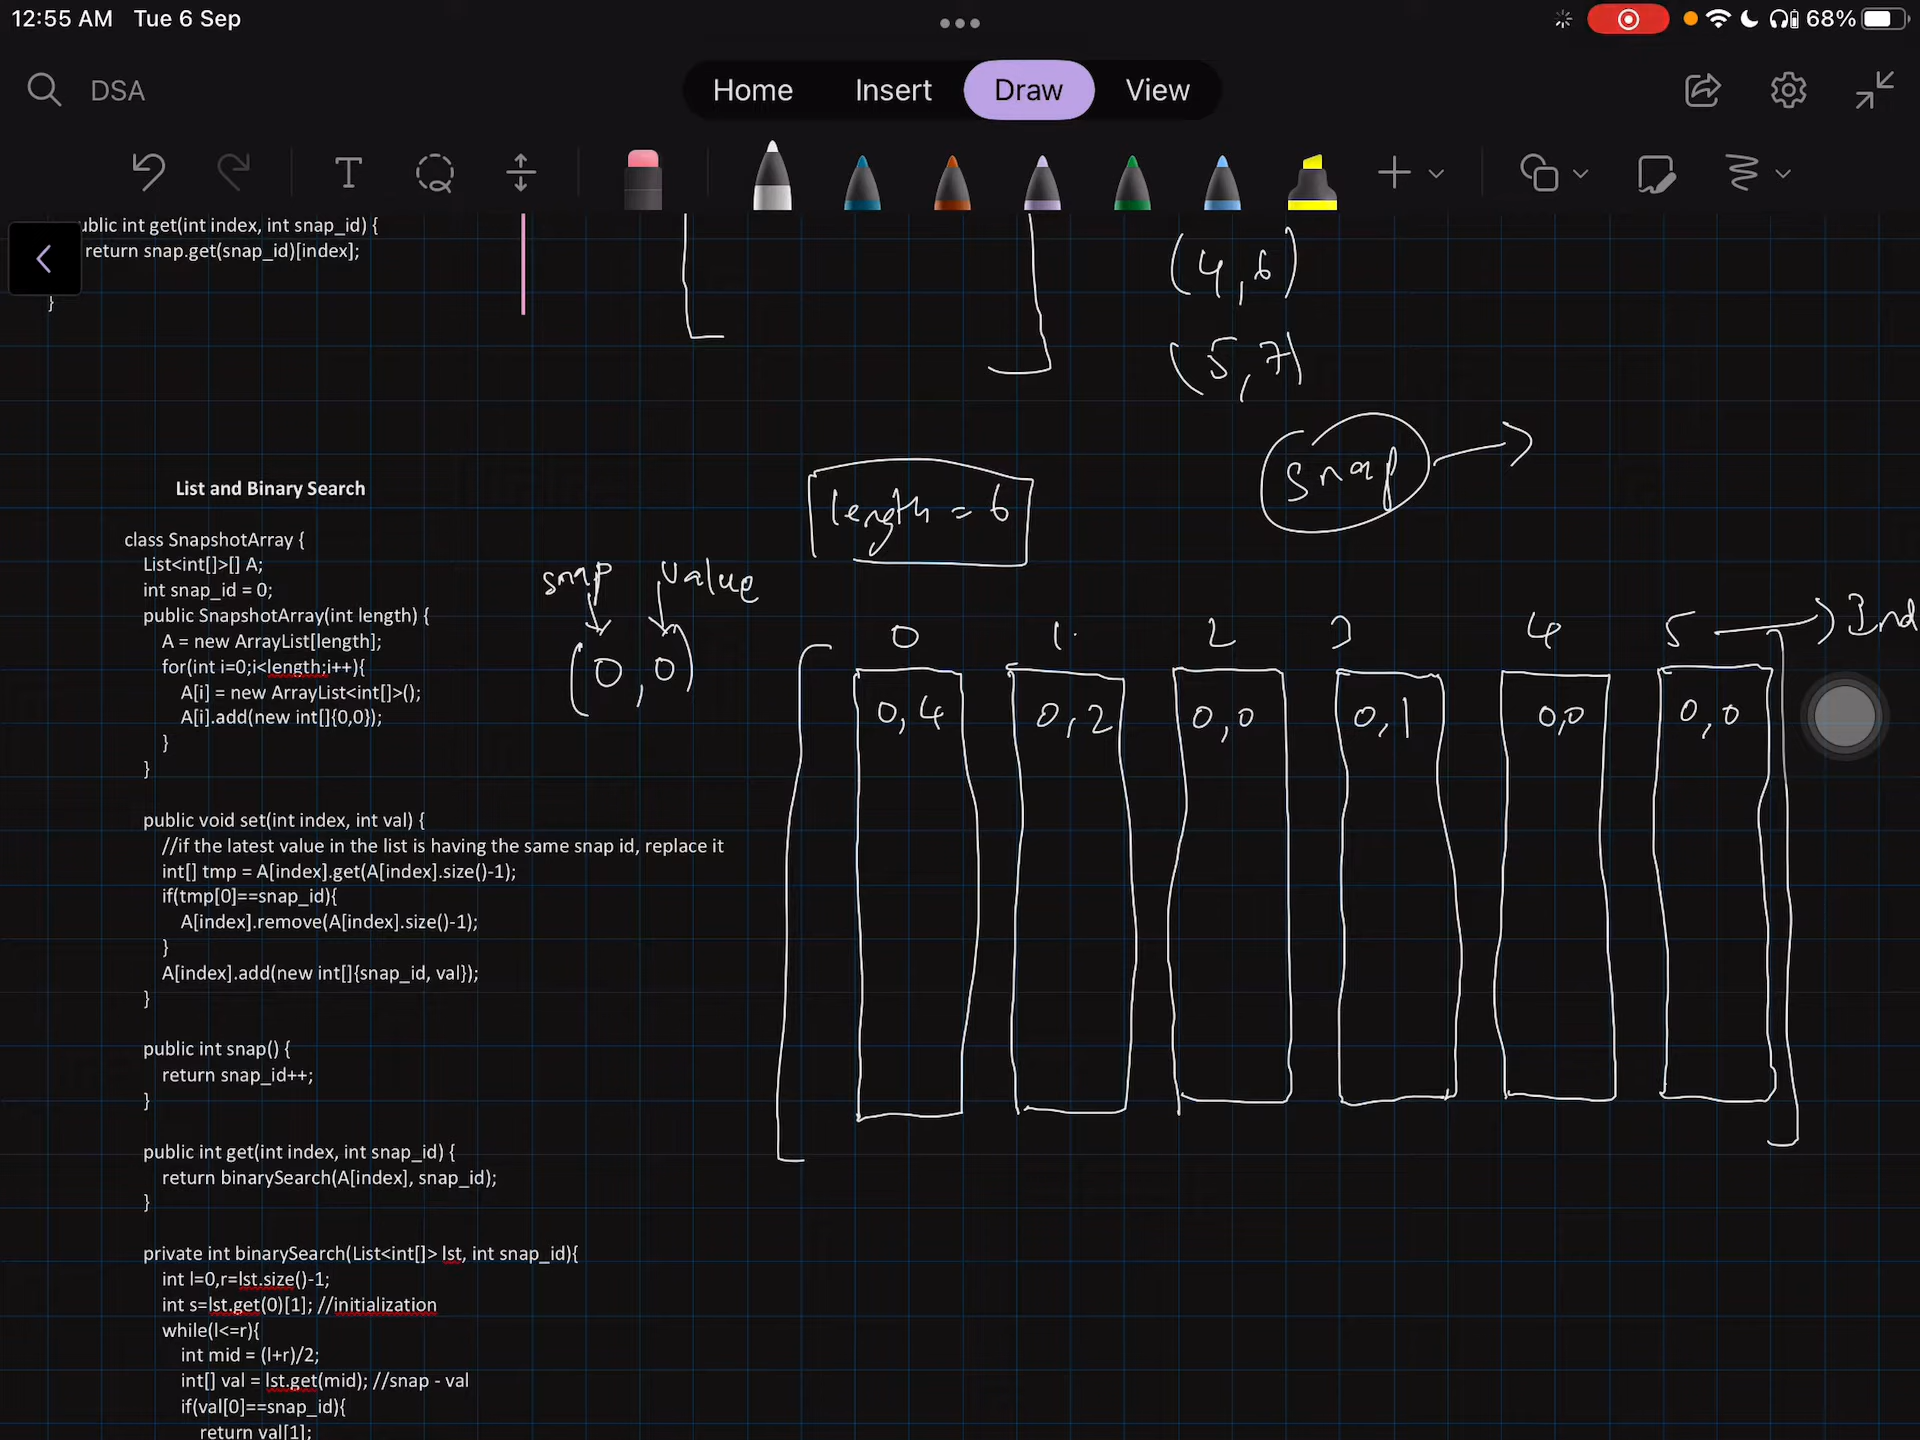 12:55 AM Tue 6 Sep
68%
DSA
Home Insert Draw View
T
ublic int get(int index, int snap_id) {
return snap.get(snap_id)[index];
}
(4,6)
(5,7)
snap
List and Binary Search
length = 6
class SnapshotArray {
List<int[]>[] A;
int snap_id = 0;
public SnapshotArray(int length) {
A = new ArrayList[length];
for(int i=0;i<length;i++){
A[i] = new ArrayList<int[]>();
A[i].add(new int[]{0,0});
}
}
snap value
(0,0)
0 1 2 3 4 5 Ind
0,4 0,2 0,0 0,1 0,0 0,0
public void set(int index, int val) {
//if the latest value in the list is having the same snap id, replace it
int[] tmp = A[index].get(A[index].size()-1);
if(tmp[0]==snap_id){
A[index].remove(A[index].size()-1);
}
A[index].add(new int[]{snap_id, val});
}
public int snap() {
return snap_id++;
}
public int get(int index, int snap_id) {
return binarySearch(A[index], snap_id);
}
private int binarySearch(List<int[]> lst, int snap_id){
int l=0,r=lst.size()-1;
int s=lst.get(0)[1]; //initialization
while(l<=r){
int mid = (l+r)/2;
int[] val = lst.get(mid); //snap - val
if(val[0]==snap_id){
return val[1];